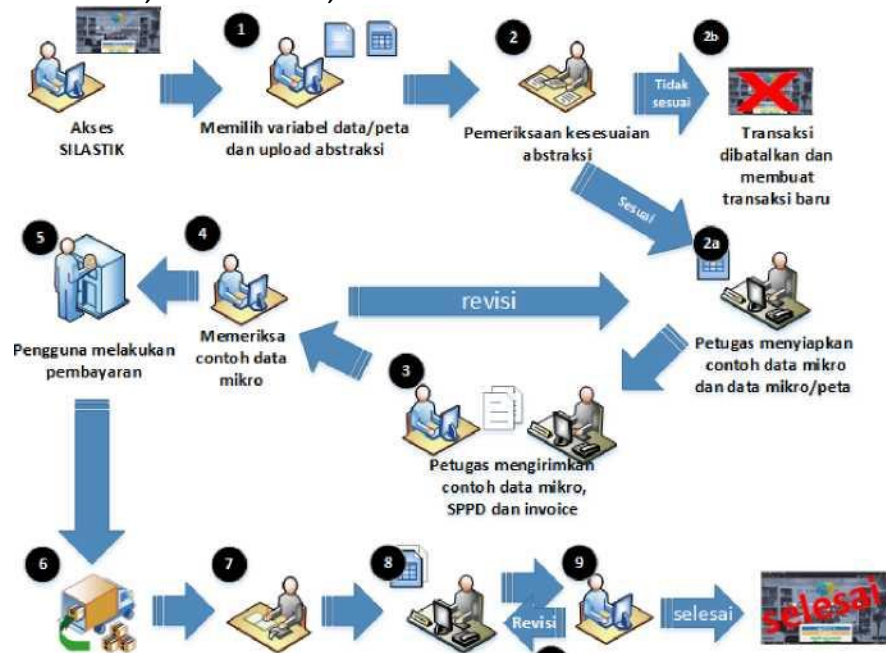 1
2
2b
Akses
SILASTIK
Memilih variabel data/peta
dan upload abstraksi
Pemeriksaan kesesuaian
abstraksi
Tidak
sesuai
Transaksi
dibatalkan dan
membuat
transaksi baru
Sesuai
2a
5
4
revisi
Pengguna melakukan
pembayaran
Memeriksa
contoh data
mikro
Petugas menyiapkan
contoh data mikro
dan data mikro/peta
3
Petugas mengirimkan
contoh data mikro,
SPPD dan invoice
6
7
8
9
Revisi
selesai
selesai